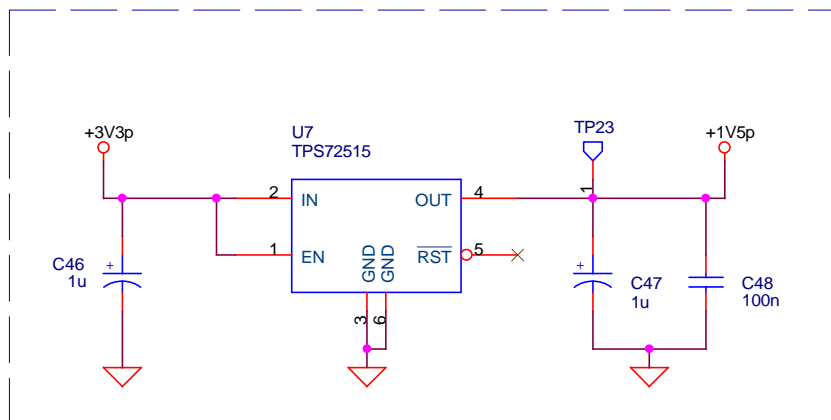 +3V3p
U7
TPS72515
TP23
+1V5p
2
IN
OUT
4
1
1
EN
GND
GND
RST
5
3
6
C46
1u
+
+
C47
1u
C48
100n